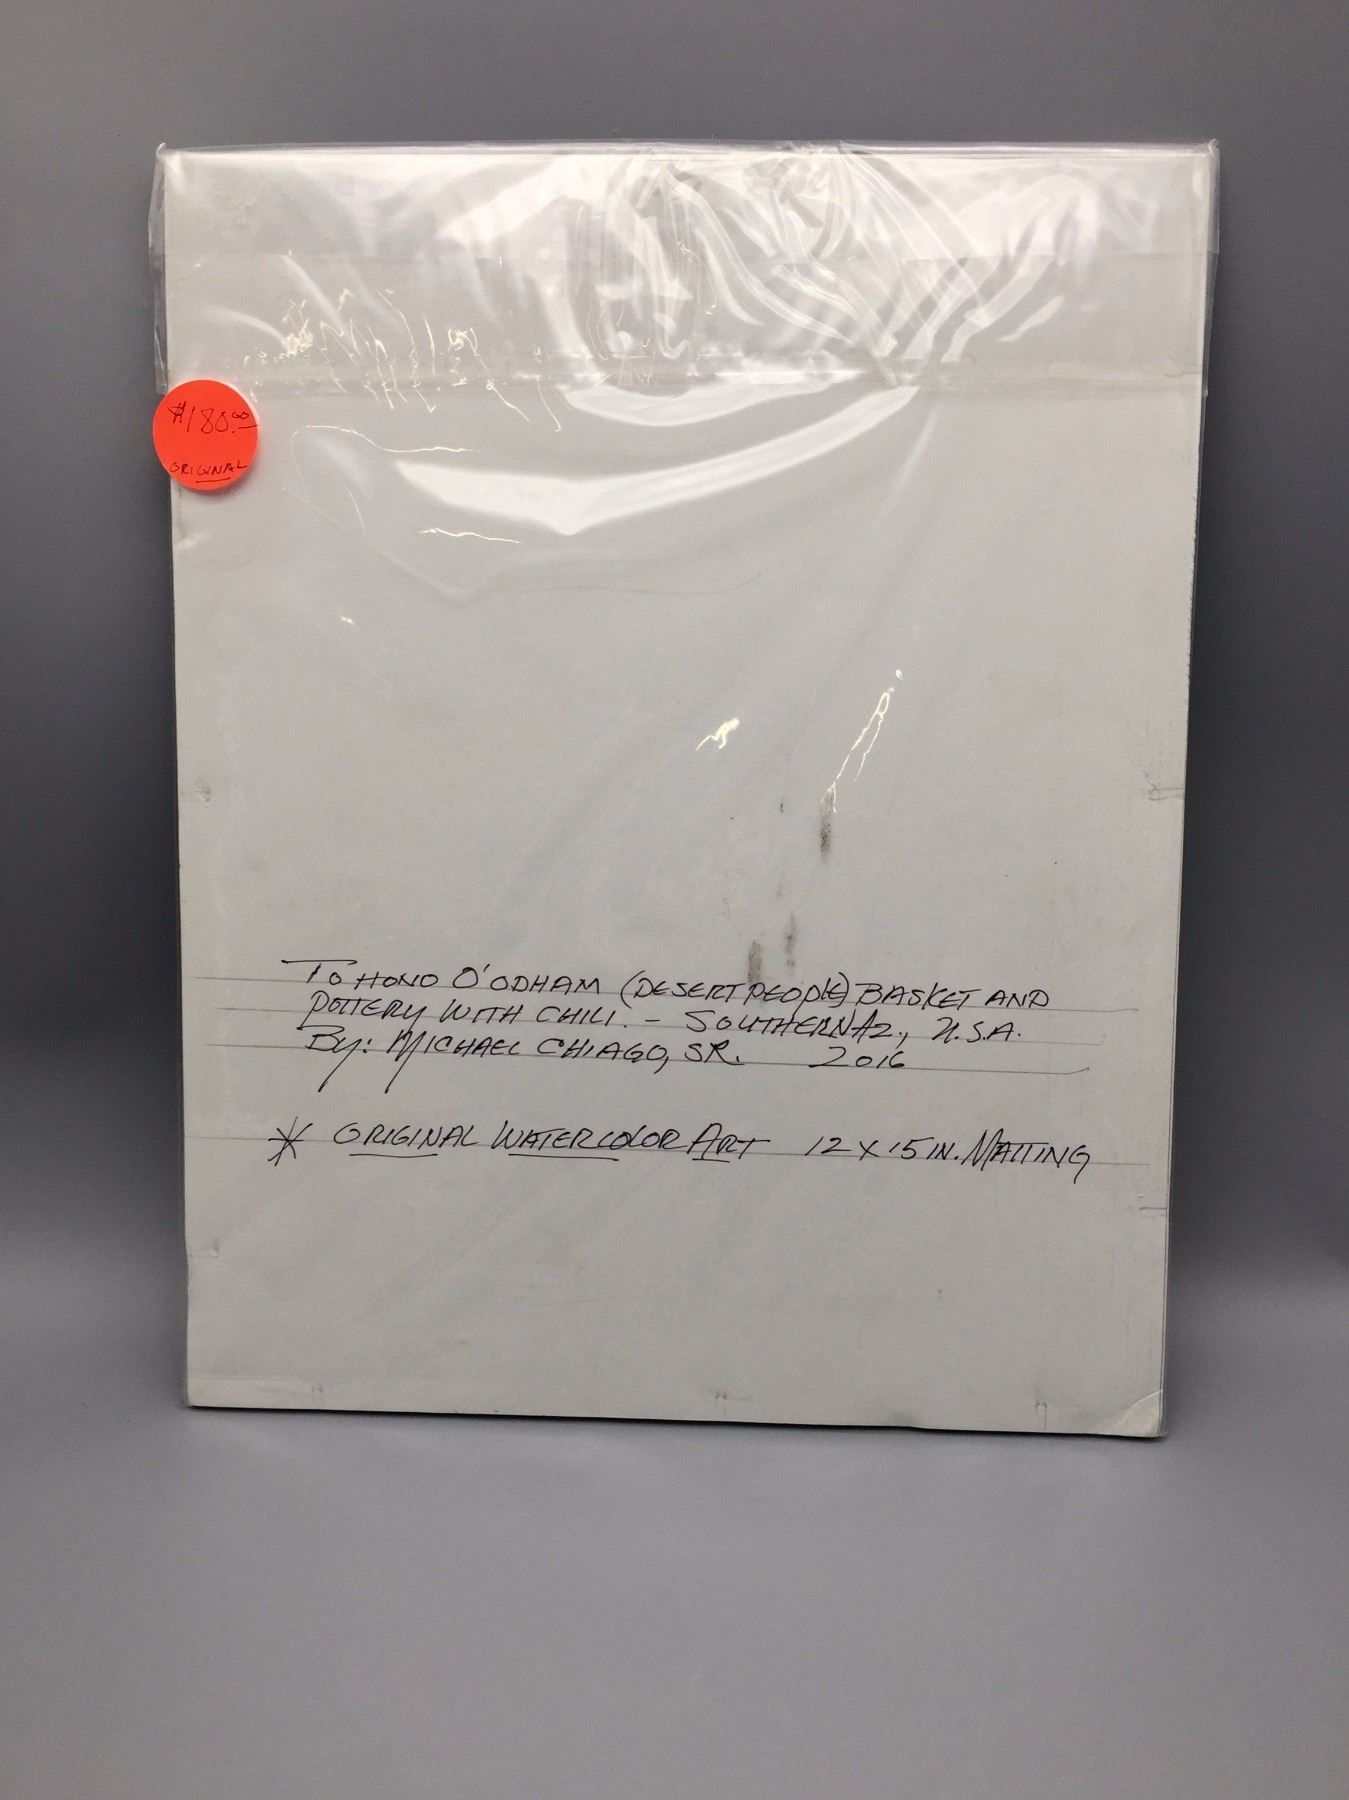 $180.00
ORIGINAL
TOHONO O'ODHAM (DESERT PEOPLE) BASKET AND
POTTERY WITH CHILI. - SOUTHERN AZ., U.S.A.
By: MICHAEL CHIAGO, SR. 2016
* ORIGINAL WATERCOLOR ART 12 x 15 IN. MATTING